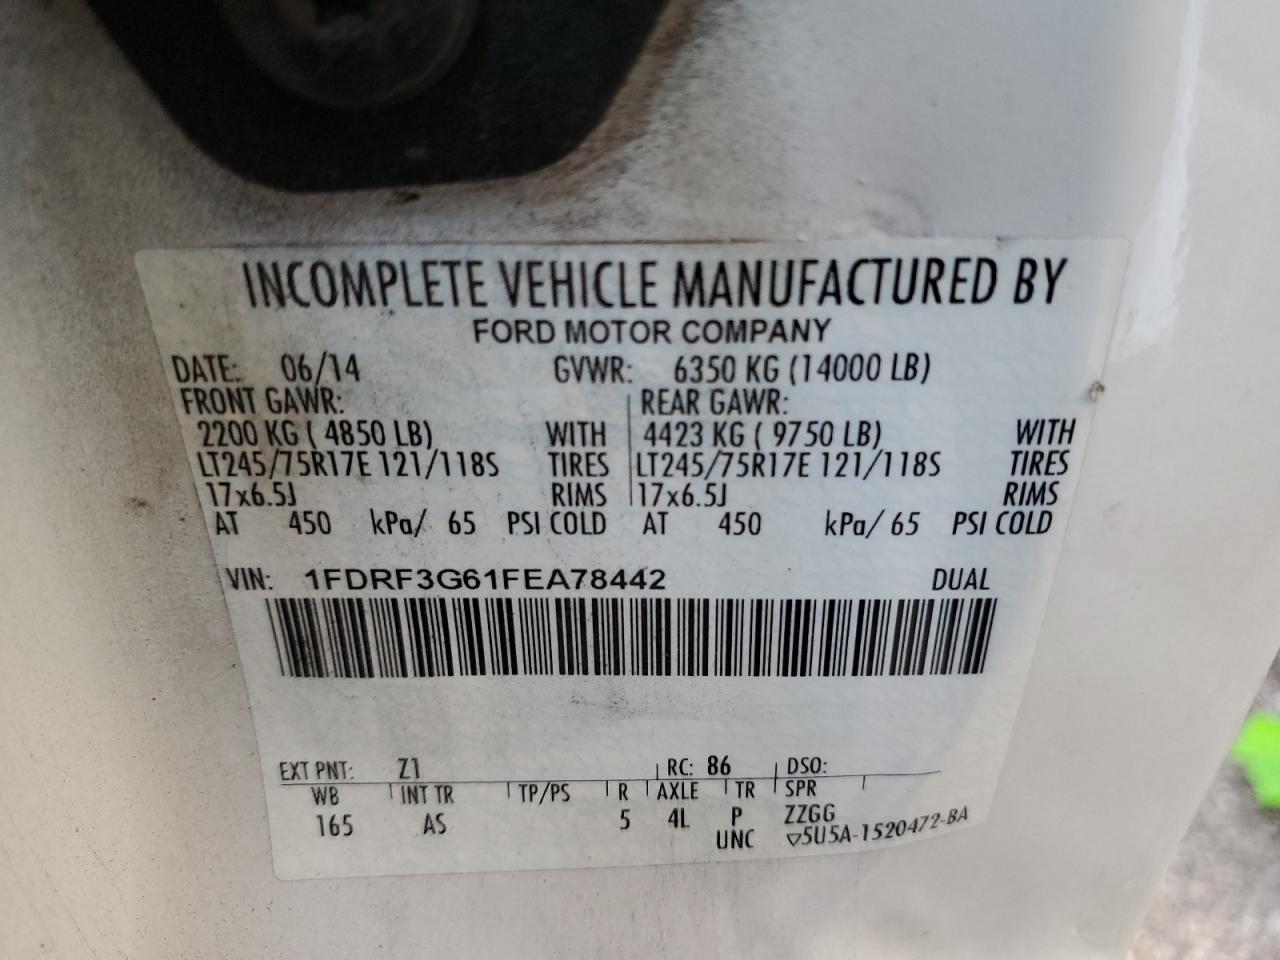 INCOMPLETE VEHICLE MANUFACTURED BY
FORD MOTOR COMPANY
DATE: 06/14 GVWR: 6350 KG (14000 LB)
FRONT GAWR: REAR GAWR:
2200 KG ( 4850 LB) WITH 4423 KG ( 9750 LB) WITH
LT245/75R17E 121/118S TIRES LT245/75R17E 121/118S TIRES
17x6.5J RIMS 17x6.5J RIMS
AT 450 kPa/ 65 PSI COLD AT 450 kPa/ 65 PSI COLD
VIN: 1FDRF3G61FEA78442 DUAL
EXT PNT: Z1 RC: 86 DSO:
WB INT TR TP/PS R AXLE TR SPR
165 AS 5 4L P ZZGG
UNC ▽5U5A-1520472-BA